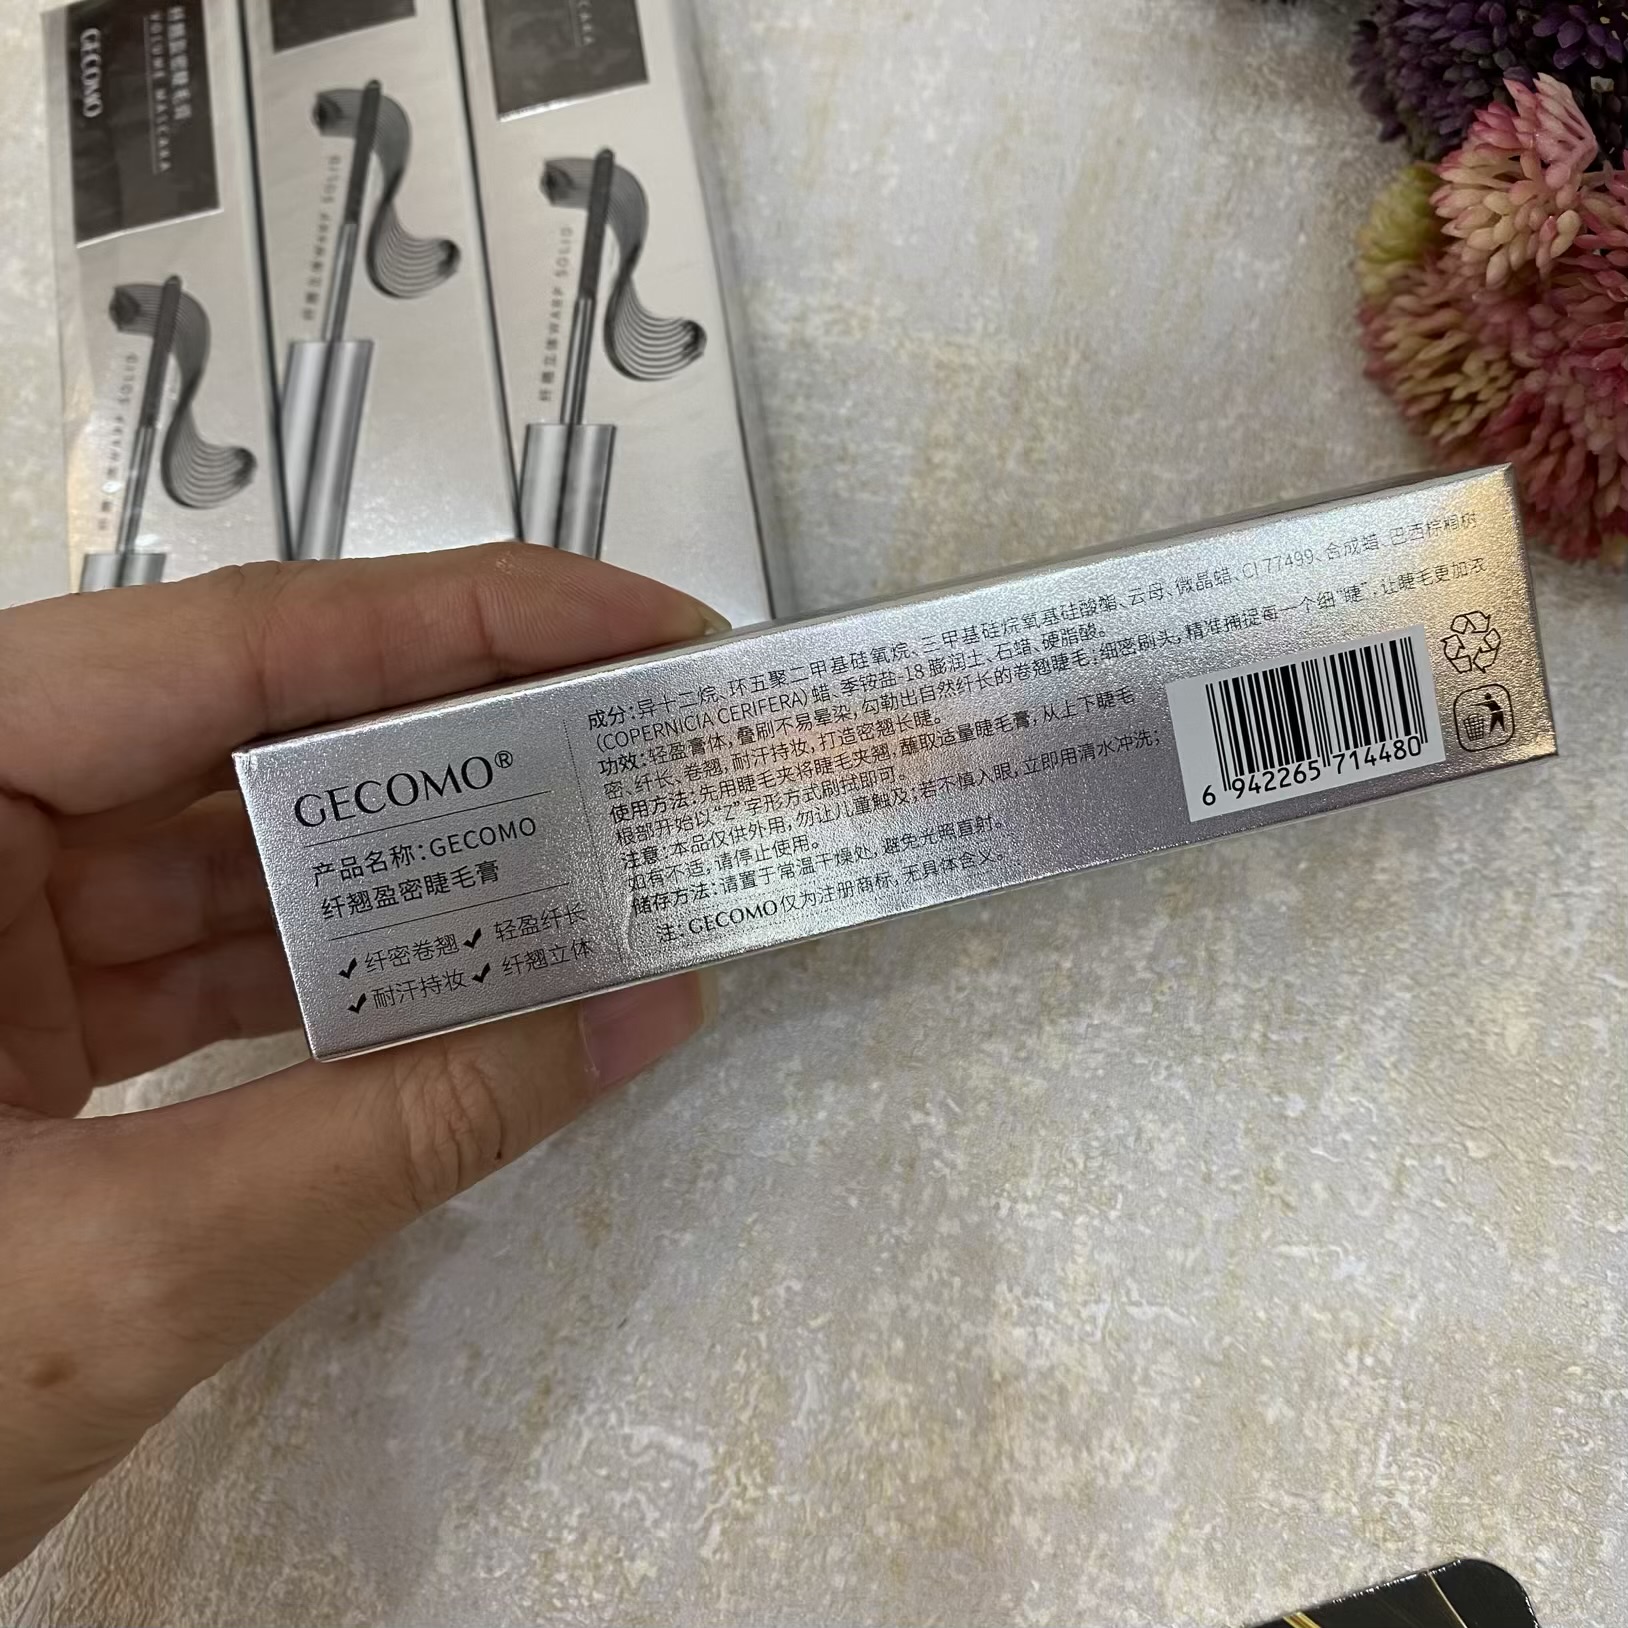 GECOMO
VOLUME MASCARA
WARP SOLID
WARP SOLID
WARP SOLID
GECOMO®
产品名称：GECOMO
纤翘盈密睫毛膏
✓纤密卷翘✓轻盈纤长
✓耐汗持妆✓纤翘立体
成分：异十二烷、环五聚二甲基硅氧烷、三甲基硅烷氧基硅酸酯、云母、微晶蜡、CI 77499、合成蜡、巴西棕榈树
（COPERNICIA CERIFERA）蜡、季铵盐-18 膨润土、石蜡、硬脂酸。
功效：轻盈膏体，叠刷不易晕染，勾勒出自然纤长的卷翘睫毛；细密刷头，精准捕捉每一个细“睫”，让睫毛更加浓
密、纤长、卷翘，耐汗持妆，打造密翘长睫。
使用方法：先用睫毛夹将睫毛夹翘，蘸取适量睫毛膏，从上下睫毛
根部开始以“Z”字形方式刷拭即可。
注意：本品仅供外用，勿让儿童触及；若不慎入眼，立即用清水冲洗；
如有不适，请停止使用。
储存方法：请置于常温干燥处，避免光照直射。
注：GECOMO仅为注册商标，无具体含义。
6 942265 714480